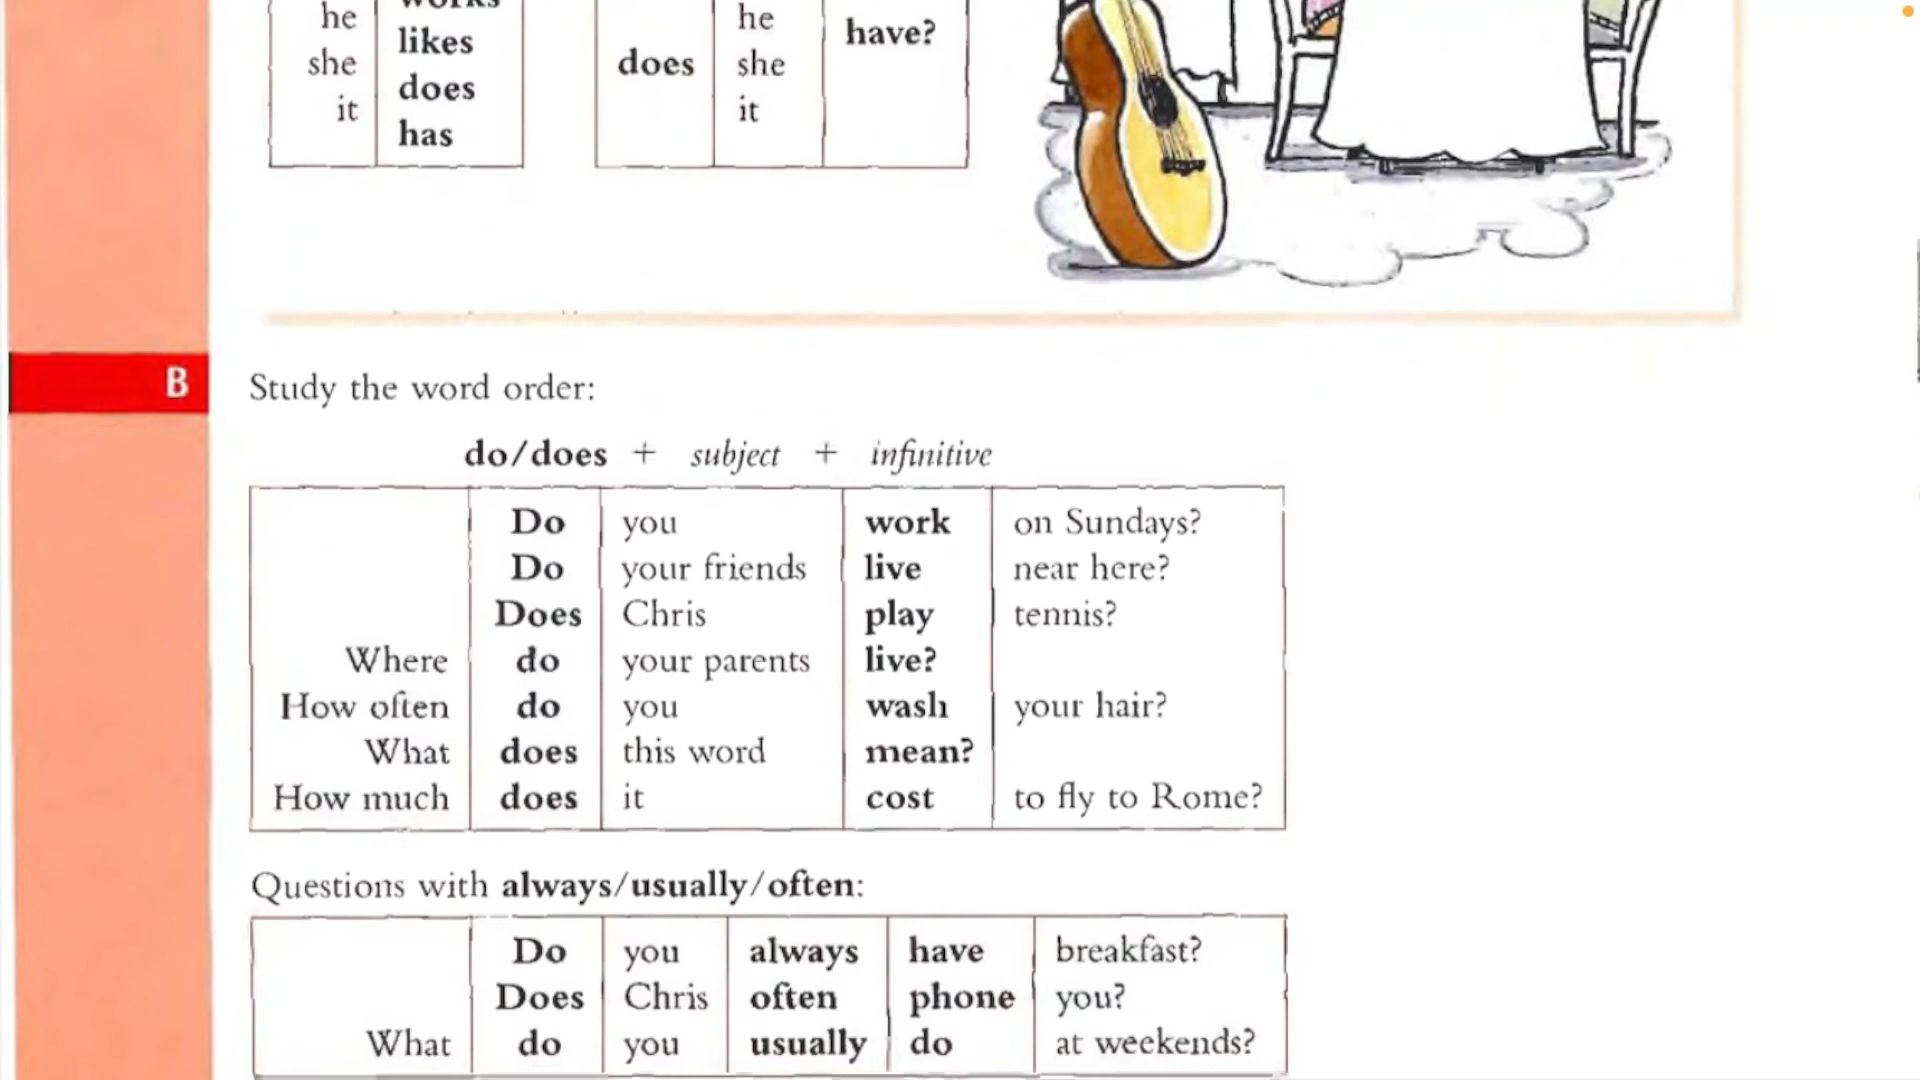 works
he likes does he have?
she does she
it has it
B Study the word order:
do/does + subject + infinitive
Do you work on Sundays?
Do your friends live near here?
Does Chris play tennis?
Where do your parents live?
How often do you wash your hair?
What does this word mean?
How much does it cost to fly to Rome?
Questions with always/usually/often:
Do you always have breakfast?
Does Chris often phone you?
What do you usually do at weekends?